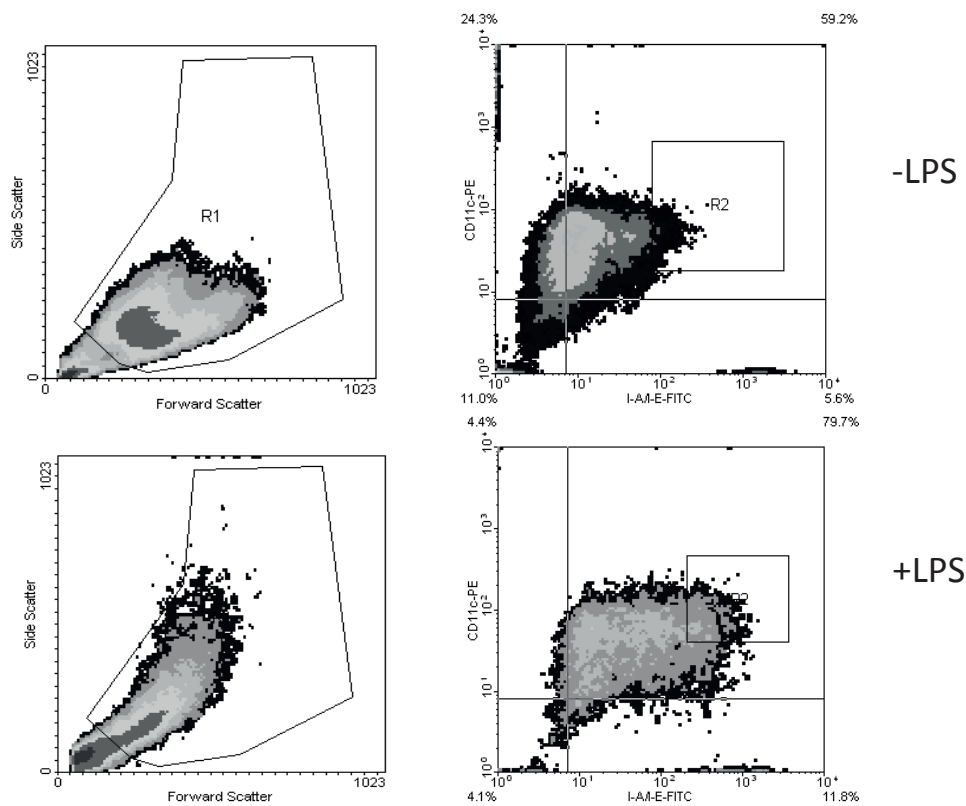 24.3% 59.2%
1023
Side Scatter
R1
0
0 1023
Forward Scatter
10⁴
10³
CD11c-PE
10²
10¹
10⁰
R2
10⁰ 10¹ 10² 10³ 10⁴
11.0% I-A/I-E-FITC 5.6%
-LPS
4.4% 79.7%
1023
Side Scatter
0
0 1023
Forward Scatter
10⁴
10³
CD11c-PE
10²
10¹
10⁰
R2
10⁰ 10¹ 10² 10³ 10⁴
4.1% I-A/I-E-FITC 11.8%
+LPS